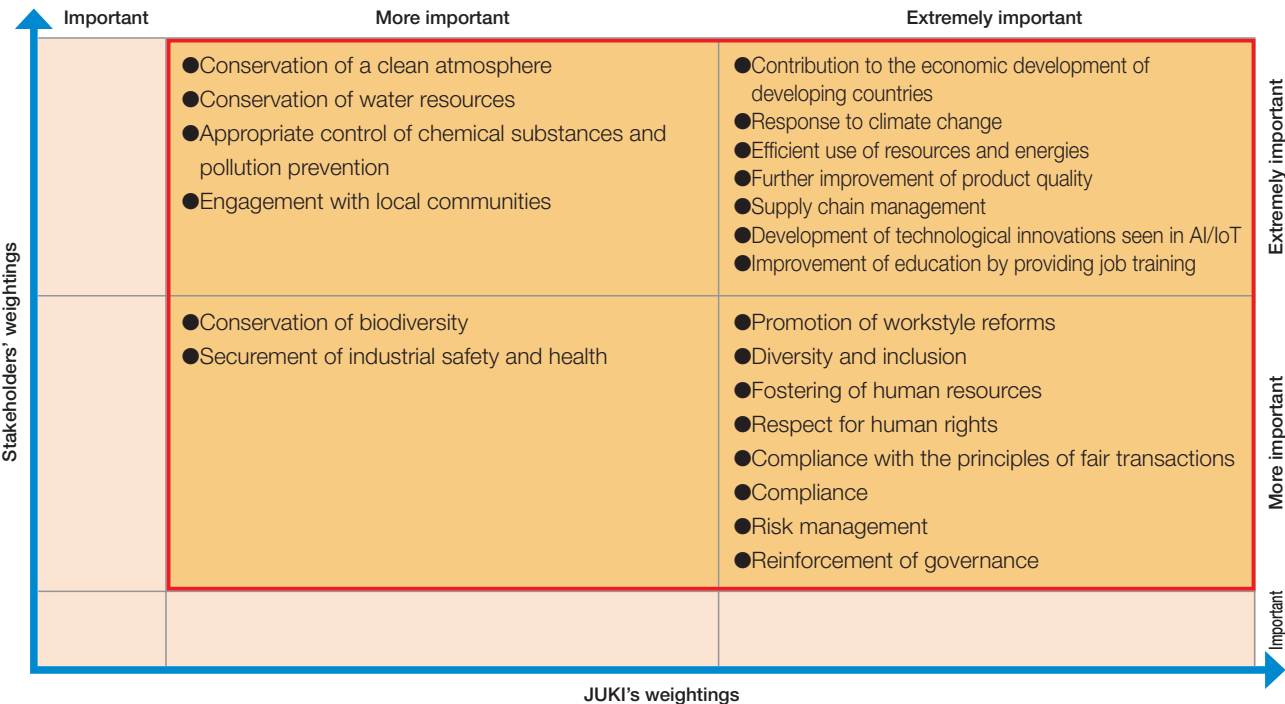 Important
More important
Extremely important
●Conservation of a clean atmosphere
●Conservation of water resources
●Appropriate control of chemical substances and
pollution prevention
●Engagement with local communities
●Contribution to the economic development of
developing countries
●Response to climate change
●Efficient use of resources and energies
●Further improvement of product quality
●Supply chain management
●Development of technological innovations seen in AI/IoT
●Improvement of education by providing job training
Extremely important
●Conservation of biodiversity
●Securement of industrial safety and health
●Promotion of workstyle reforms
●Diversity and inclusion
●Fostering of human resources
●Respect for human rights
●Compliance with the principles of fair transactions
●Compliance
●Risk management
●Reinforcement of governance
More important
Important
Stakeholders' weightings
JUKI's weightings